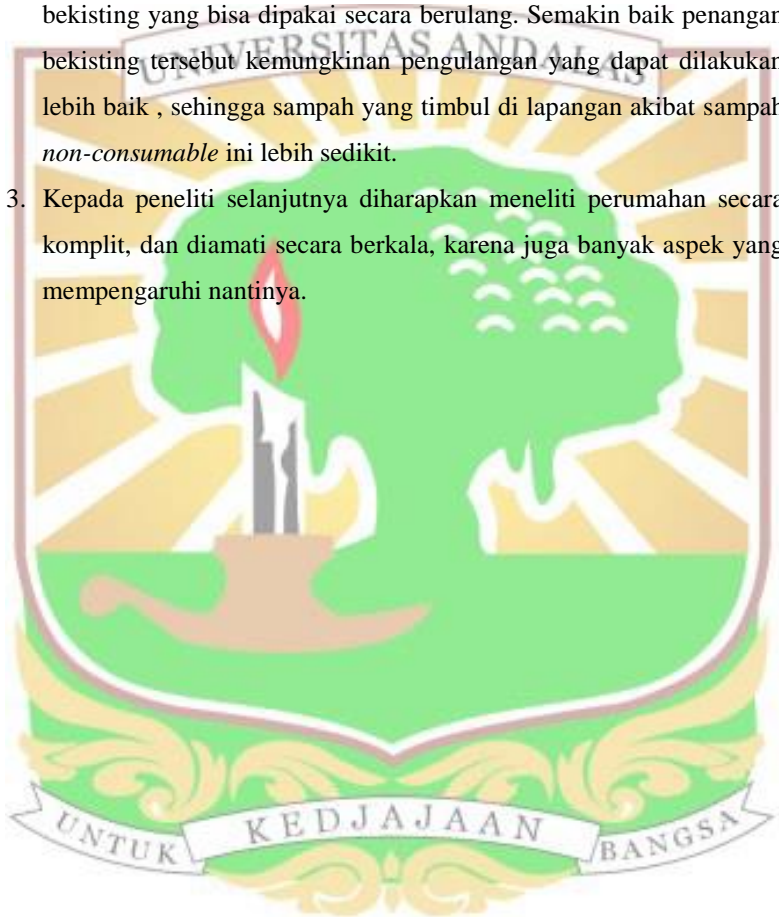 bekisting yang bisa dipakai secara berulang. Semakin baik penangan
UNIVERSITAS ANDALAS
bekisting tersebut kemungkinan pengulangan yang dapat dilakukan
lebih baik , sehingga sampah yang timbul di lapangan akibat sampah
non-consumable ini lebih sedikit.
3. Kepada peneliti selanjutnya diharapkan meneliti perumahan secara
komplit, dan diamati secara berkala, karena juga banyak aspek yang
mempengaruhi nantinya.
UNTUK KEDJAJAAN BANGSA